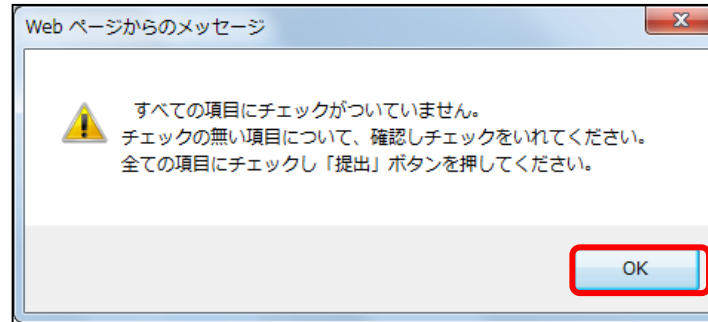 Web ページからのメッセージ
すべての項目にチェックがついていません。
チェックの無い項目について、確認しチェックをいれてください。
全ての項目にチェックし「提出」ボタンを押してください。
OK